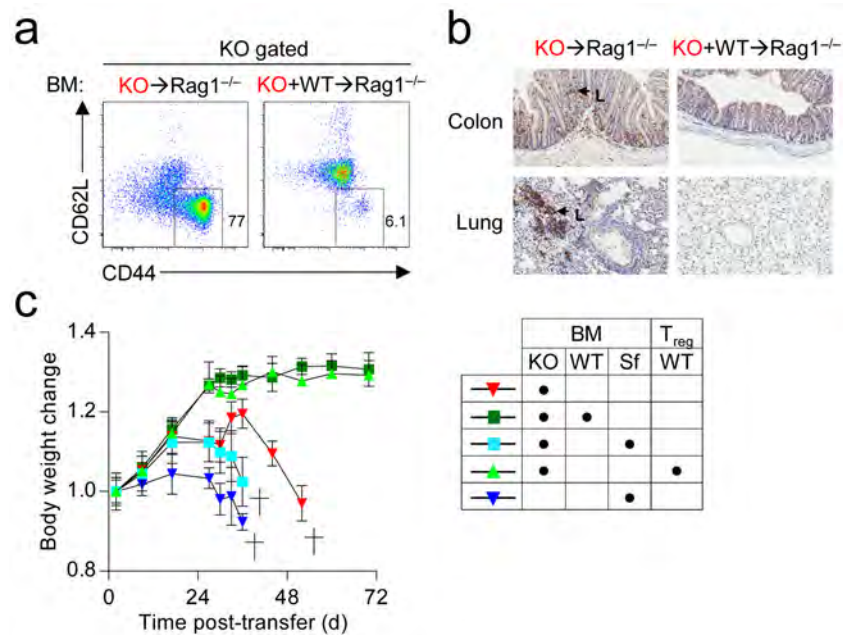 a
KO gated
BM: KO→Rag1⁻/⁻ KO+WT→Rag1⁻/⁻
CD62L
77
6.1
CD44
b
KO→Rag1⁻/⁻ KO+WT→Rag1⁻/⁻
Colon
L
Lung
L
c
Body weight change
1.4
1.2
1.0
0.8
0 24 48 72
Time post-transfer (d)
BM Treg
KO WT Sf WT